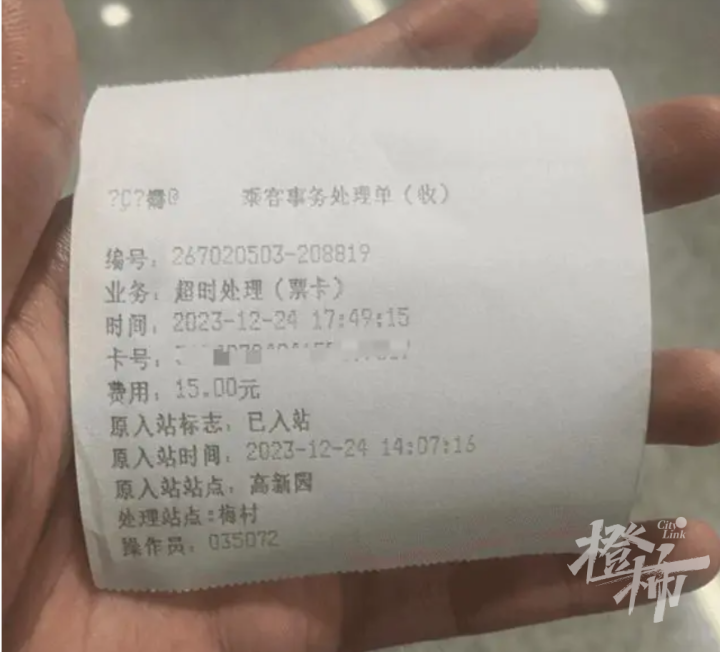 乘客事务处理单（收）
编号：267020503-208819
业务：超时处理（票卡）
时间：2023-12-24 17:49:15
卡号：
费用：15.00元
原入站标志：已入站
原入站时间：2023-12-24 14:07:16
原入站站点：高新园
处理站点:梅村
操作员：035072
City Link
橙柿